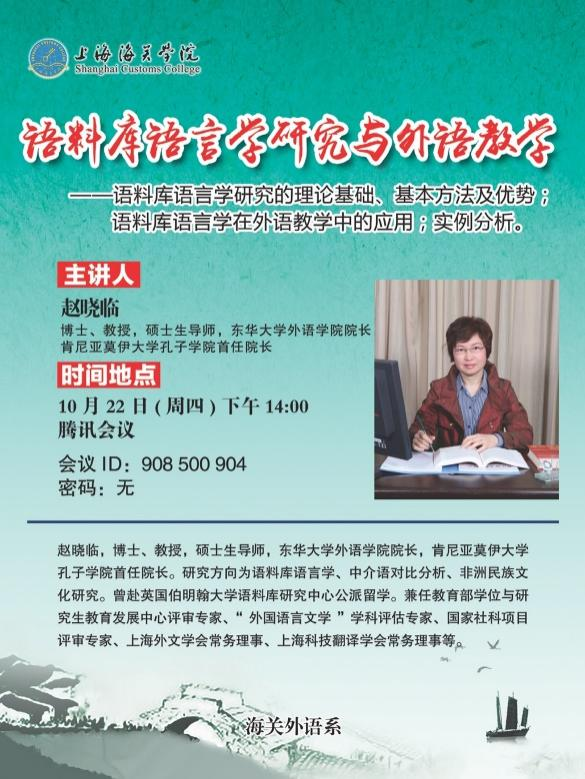 上海海关学院
Shanghai Customs College
语料库语言学研究与外语教学
——语料库语言学研究的理论基础、基本方法及优势；
语料库语言学在外语教学中的应用；实例分析。
主讲人
赵晓临
博士、教授，硕士生导师，东华大学外语学院院长
肯尼亚莫伊大学孔子学院首任院长
时间地点
10 月 22 日 ( 周四 ) 下午 14:00
腾讯会议
会议 ID：908 500 904
密码：无
赵晓临，博士、教授，硕士生导师，东华大学外语学院院长，肯尼亚莫伊大学
孔子学院首任院长。研究方向为语料库语言学、中介语对比分析、非洲民族文
化研究。曾赴英国伯明翰大学语料库研究中心公派留学。兼任教育部学位与研
究生教育发展中心评审专家、“ 外国语言文学 ” 学科评估专家、国家社科项目
评审专家、上海外文学会常务理事、上海科技翻译学会常务理事等。
海关外语系